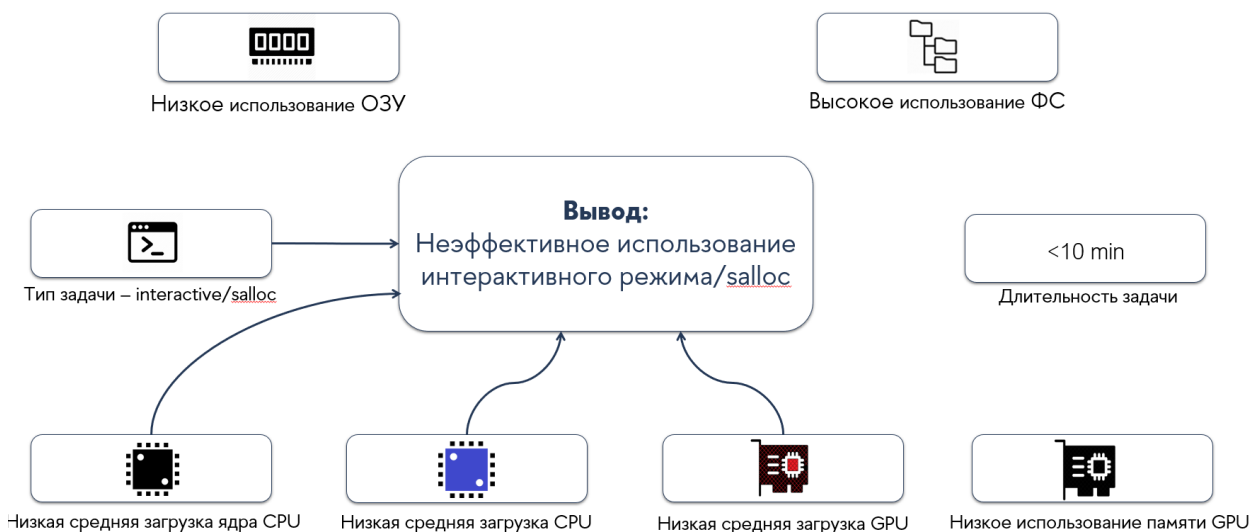 Низкое использование ОЗУ
Высокое использование ФС
Вывод:
Неэффективное использование
интерактивного режима/salloc
>_
Тип задачи – interactive/salloc
<10 min
Длительность задачи
Низкая средняя загрузка ядра CPU
Низкая средняя загрузка CPU
Низкая средняя загрузка GPU
Низкое использование памяти GPU